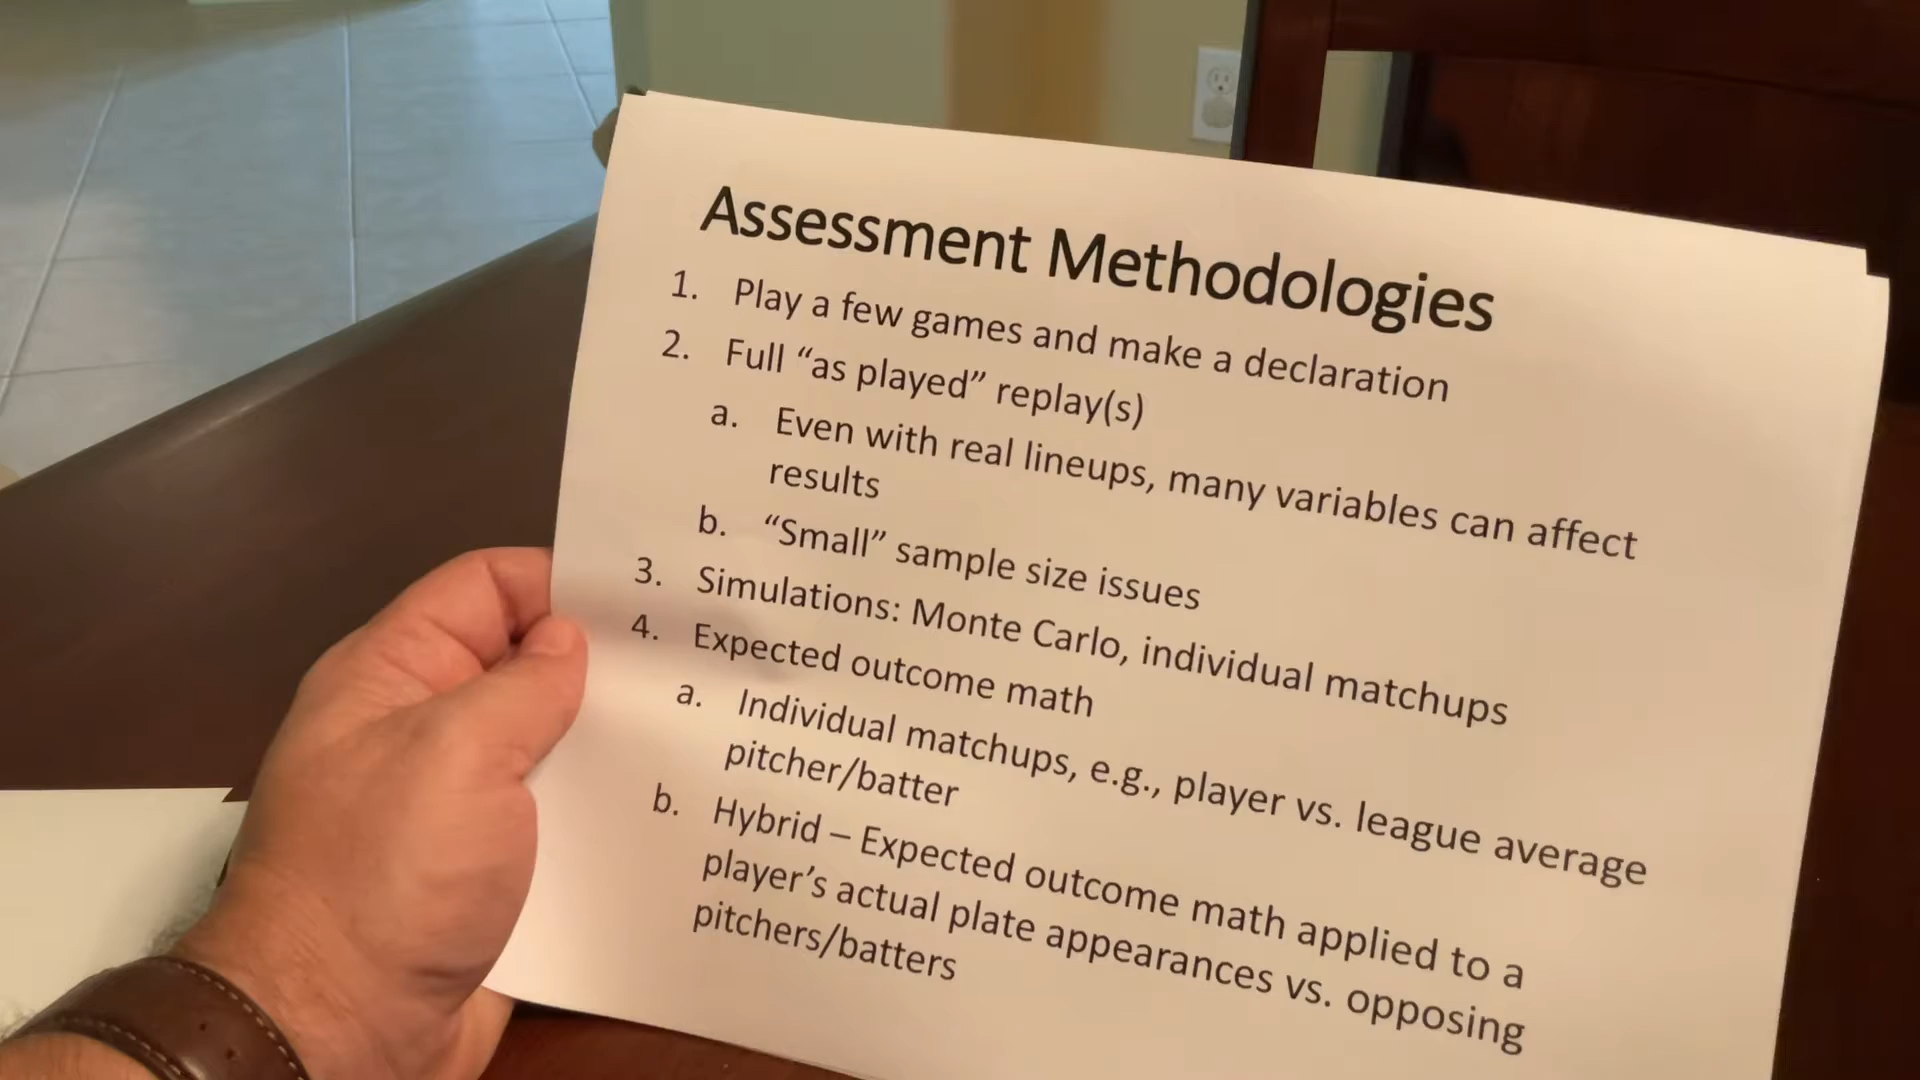 Assessment Methodologies
1. Play a few games and make a declaration
2. Full “as played” replay(s)
a. Even with real lineups, many variables can affect
results
b. “Small” sample size issues
3. Simulations: Monte Carlo, individual matchups
4. Expected outcome math
a. Individual matchups, e.g., player vs. league average
pitcher/batter
b. Hybrid – Expected outcome math applied to a
player’s actual plate appearances vs. opposing
pitchers/batters